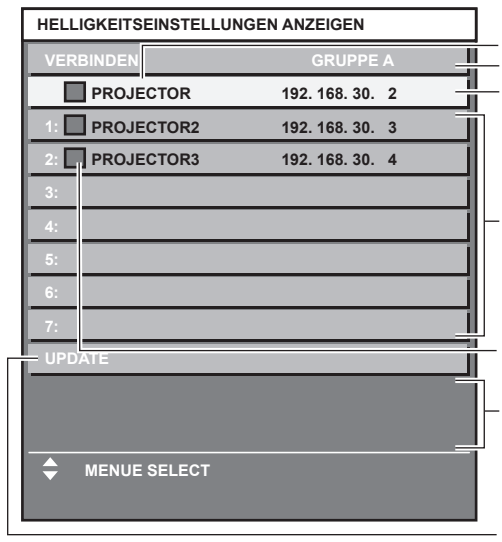 HELLIGKEITSEINSTELLUNGEN ANZEIGEN
VERBINDEN GRUPPE A
PROJECTOR 192. 168. 30. 2
1: PROJECTOR2 192. 168. 30. 3
2: PROJECTOR3 192. 168. 30. 4
3:
4:
5:
6:
7:
UPDATE
MENUE SELECT